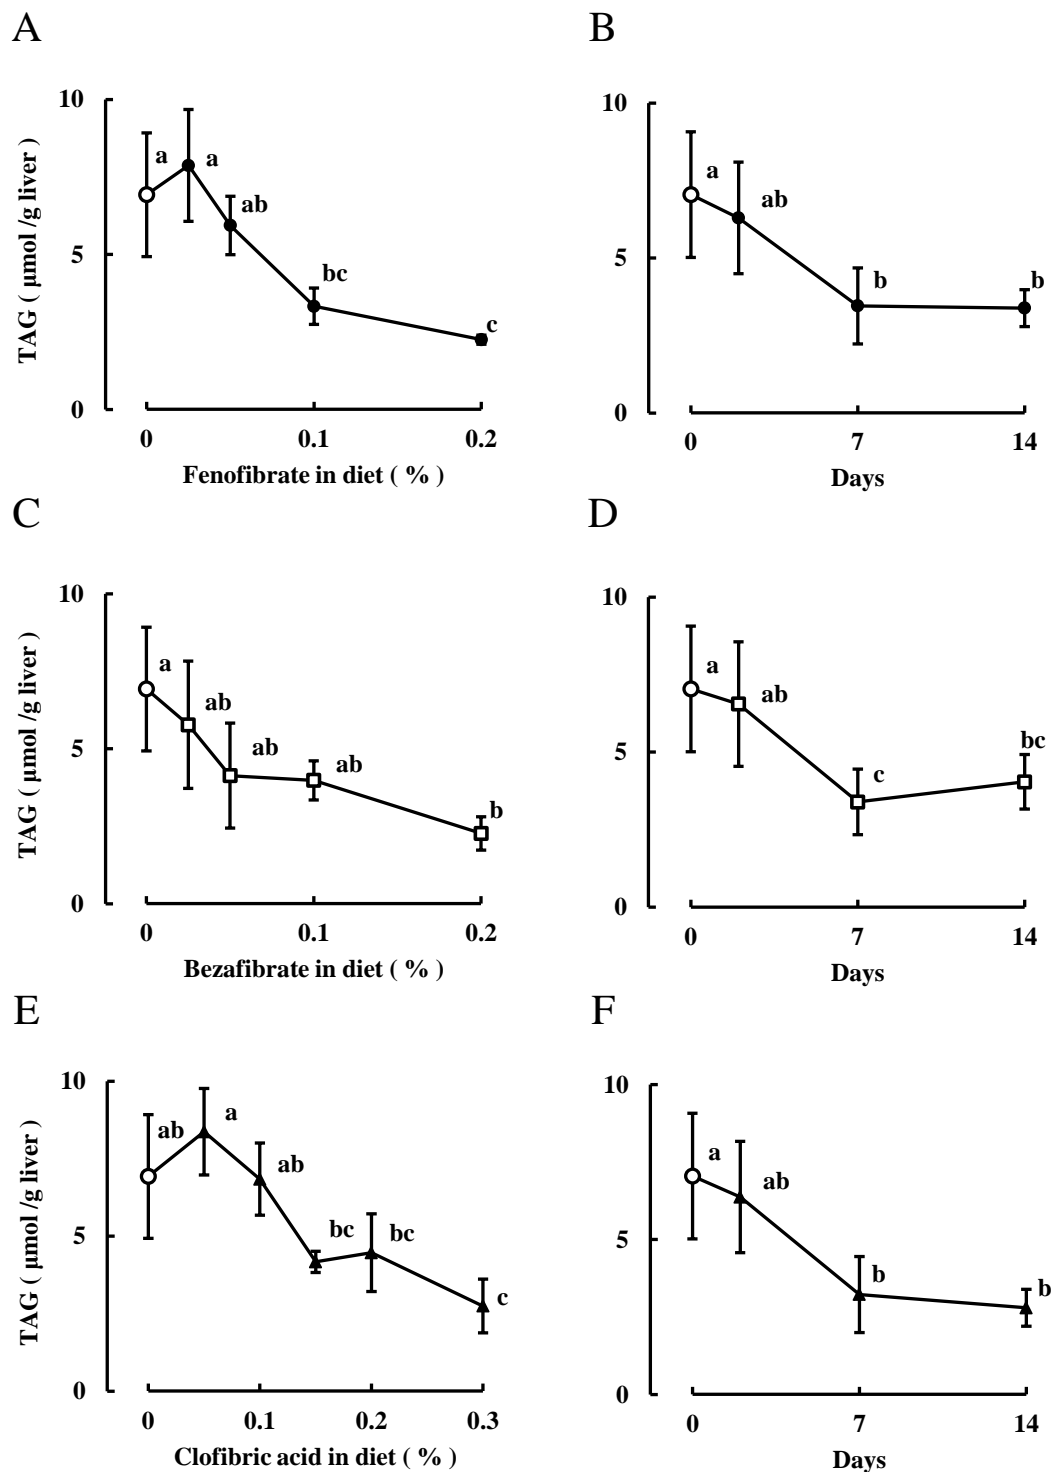 A
B
10
5
0
TAG ( μmol /g liver )
a
a
ab
bc
c
0
0.1
0.2
Fenofibrate in diet ( % )
10
5
0
a
ab
b
b
0
7
14
Days
C
D
10
5
0
TAG ( μmol /g liver )
a
ab
ab
ab
b
0
0.1
0.2
Bezafibrate in diet ( % )
10
5
0
a
ab
c
bc
0
7
14
Days
E
F
10
5
0
TAG ( μmol /g liver )
ab
a
ab
bc
bc
c
0
0.1
0.2
0.3
Clofibric acid in diet ( % )
10
5
0
a
ab
b
b
0
7
14
Days